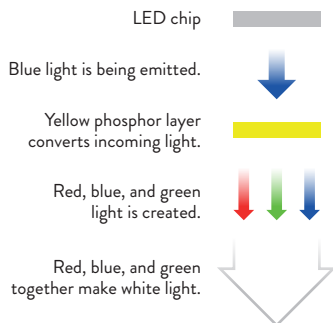 LED chip
Blue light is being emitted.
Yellow phosphor layer
converts incoming light.
Red, blue, and green
light is created.
Red, blue, and green
together make white light.